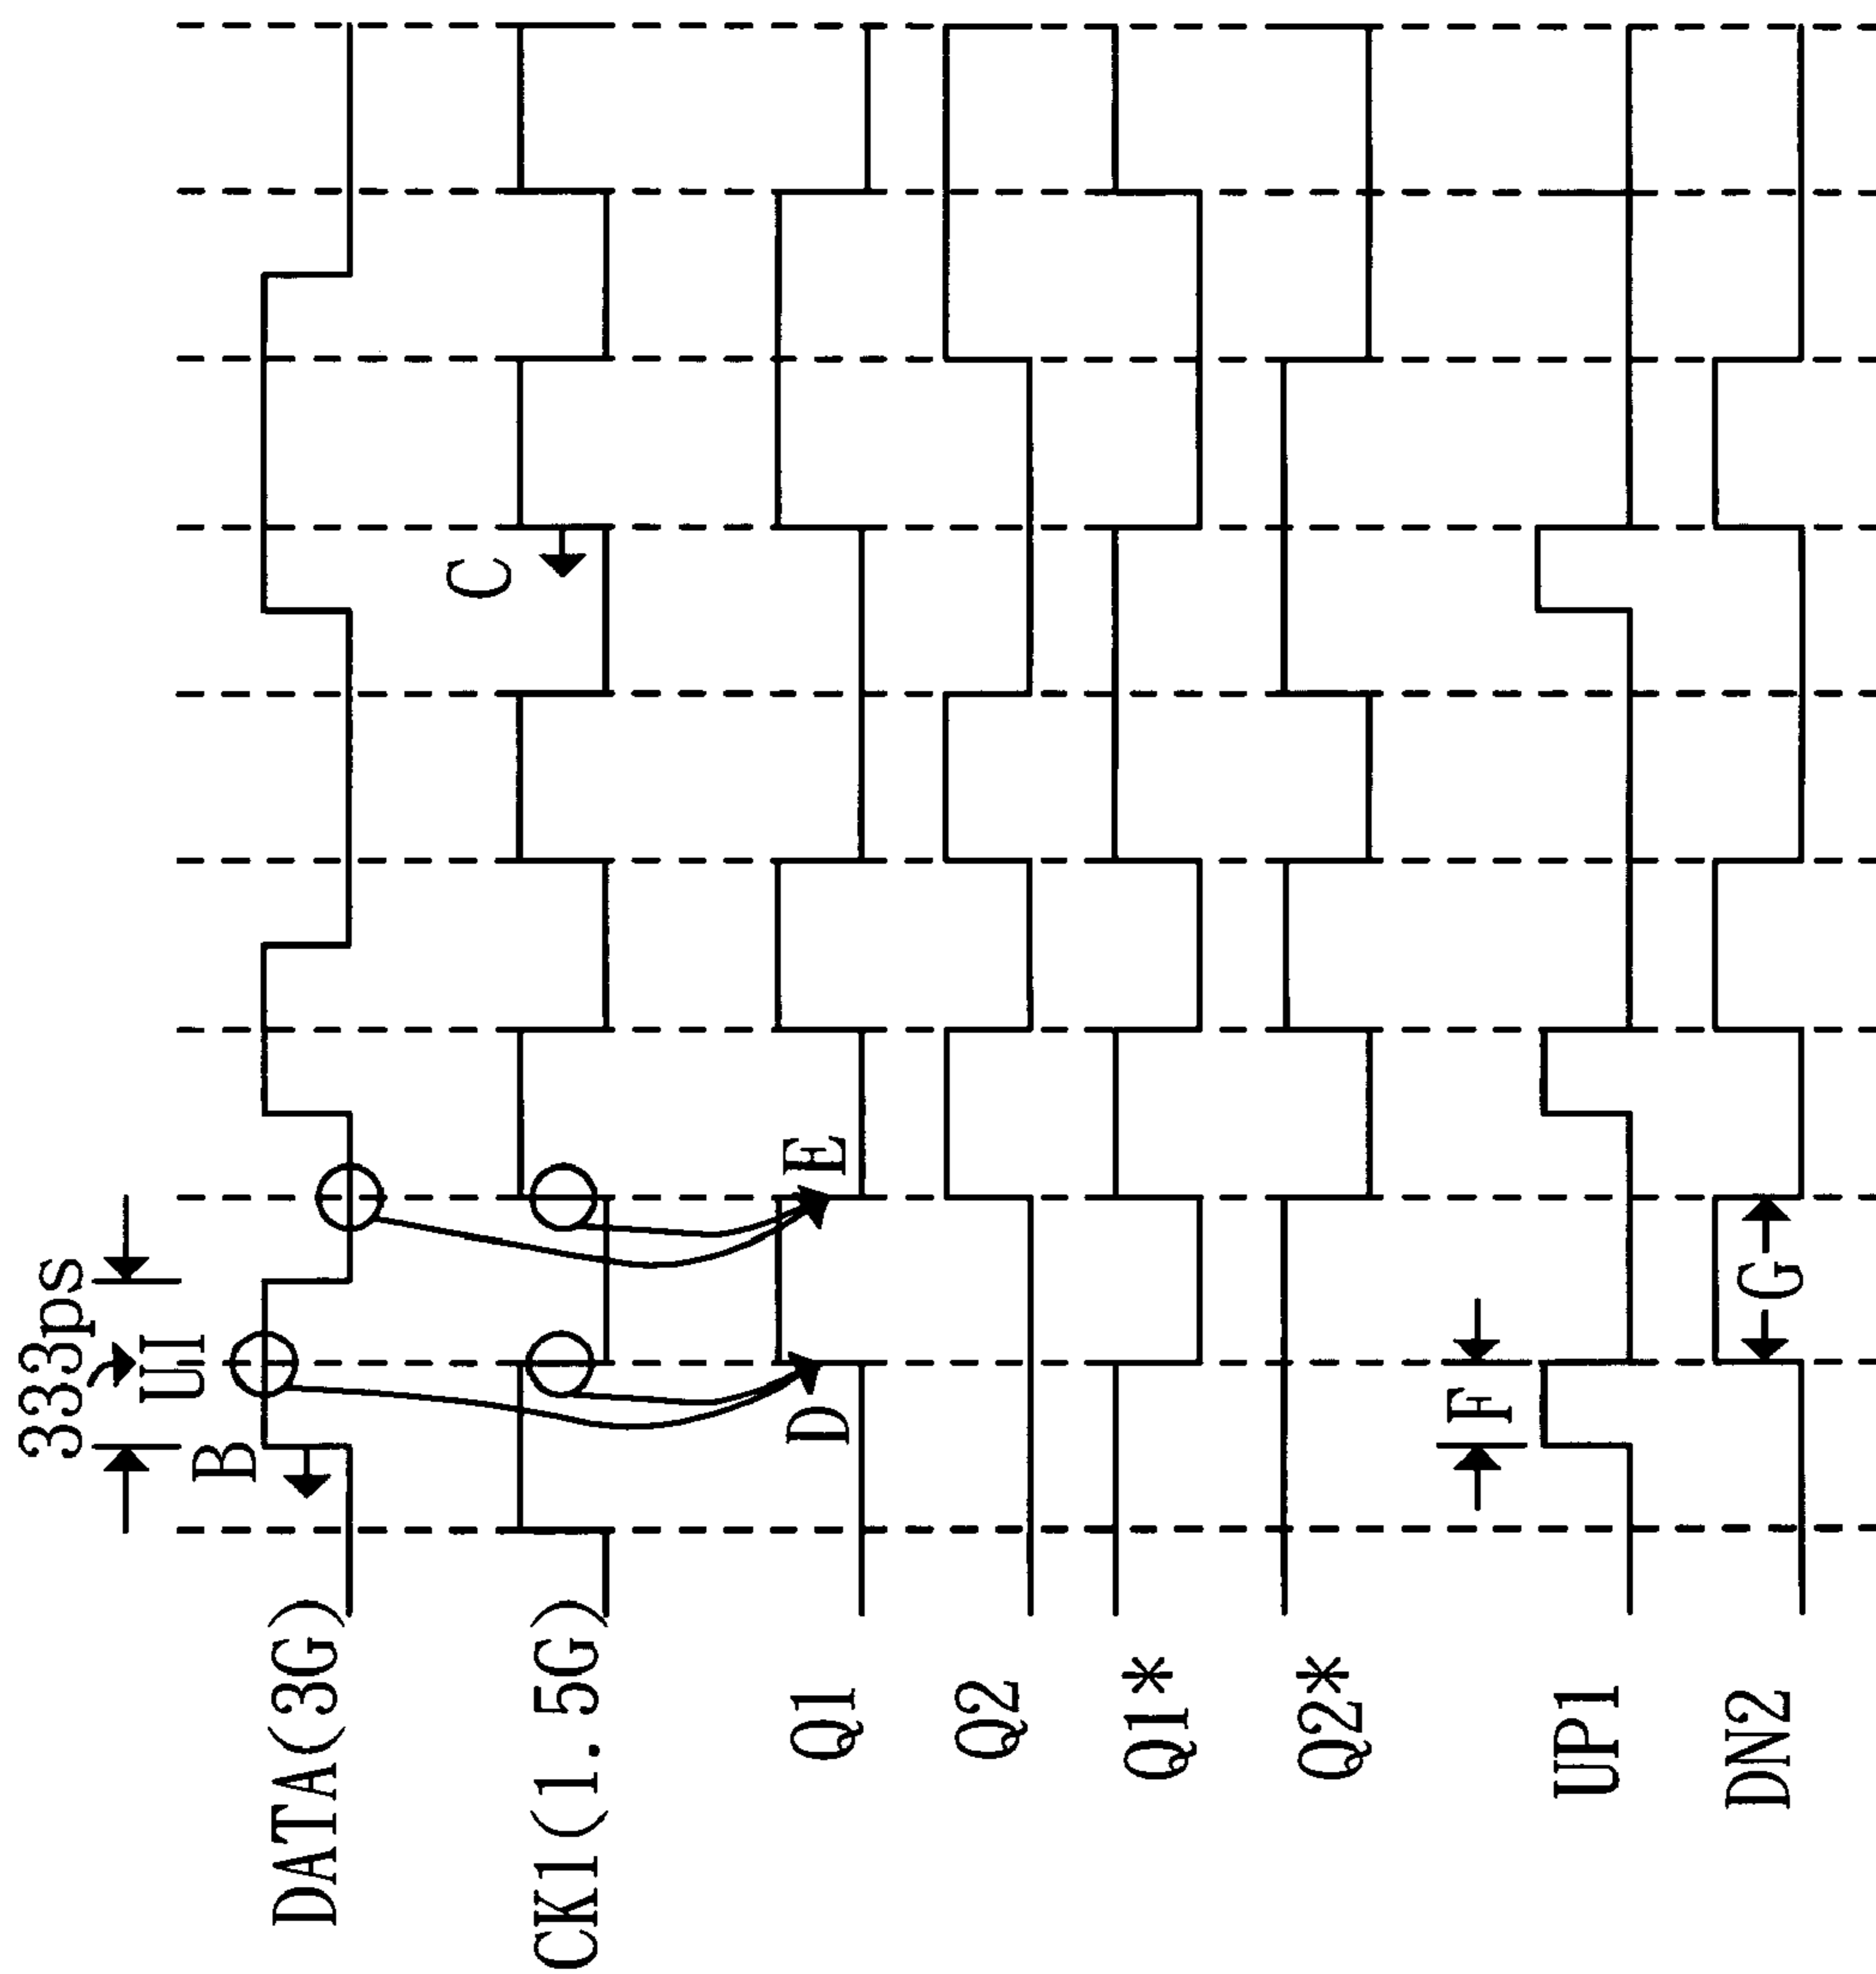 333ps
UI
B
DATA(3G)
C
CK1(1.5G)
D
E
Q1
Q2
Q1*
Q2*
F
UP1
G
DN2